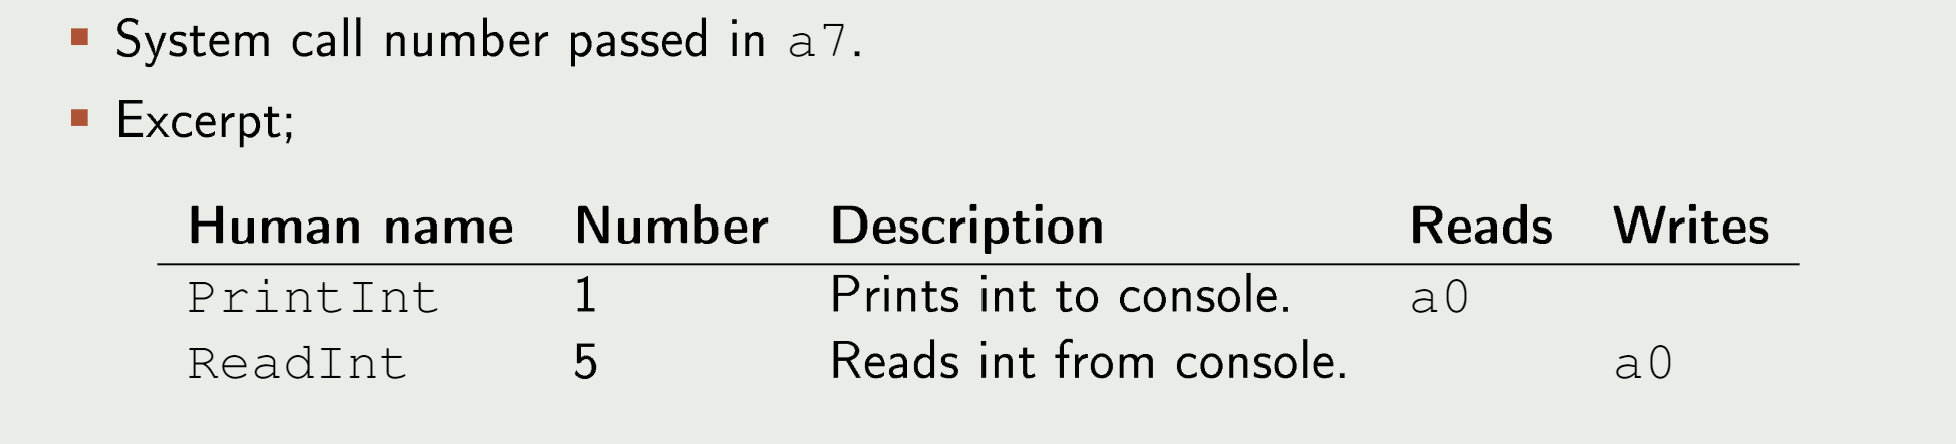 System call number passed in a7.
Excerpt;
Human name Number Description Reads Writes
PrintInt 1 Prints int to console. a0
ReadInt 5 Reads int from console. a0